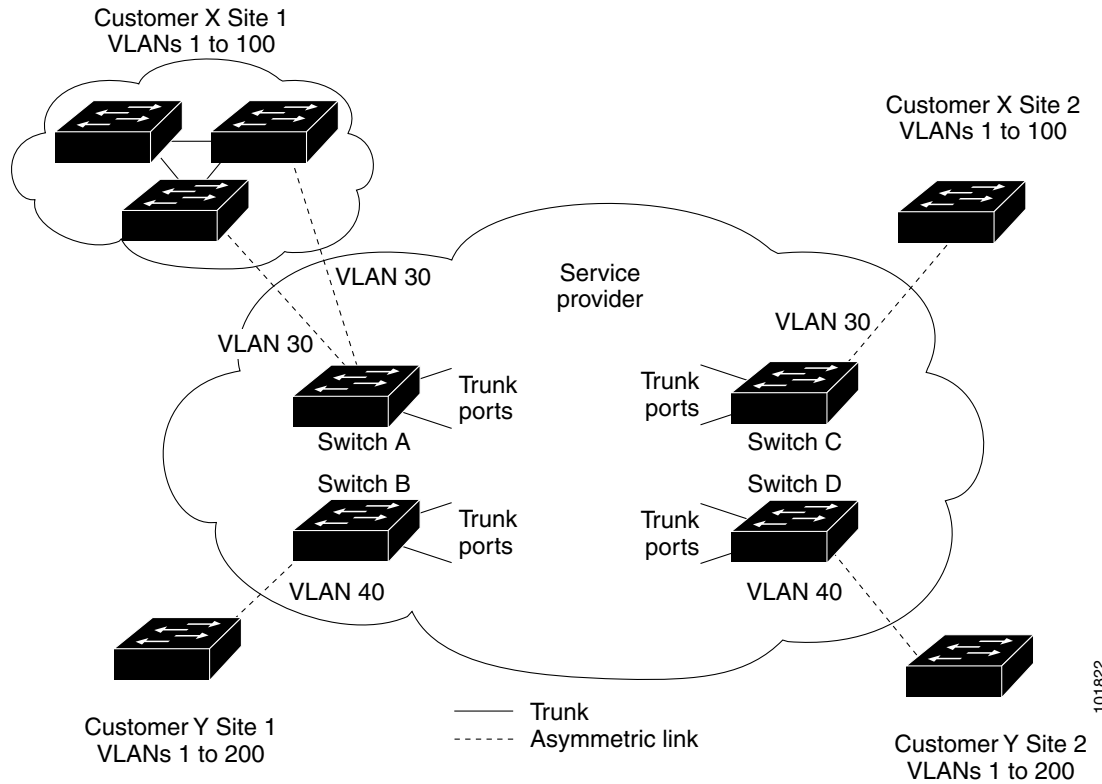 Customer X Site 1
VLANs 1 to 100
Customer X Site 2
VLANs 1 to 100
VLAN 30
Service
provider
VLAN 30
VLAN 30
Trunk
ports
Trunk
ports
Switch A
Switch C
Switch B
Switch D
Trunk
ports
Trunk
ports
VLAN 40
VLAN 40
Customer Y Site 1
VLANs 1 to 200
Trunk
Asymmetric link
Customer Y Site 2
VLANs 1 to 200
101822